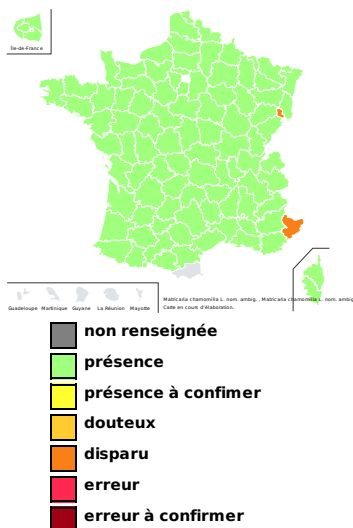 Île-de-France
Guadeloupe Martinique Guyane La Réunion Mayotte
Matricaria chamomilla L. nom. ambig. , Matricaria chamomilla L. nom. ambig
Carte en cours d'élaboration.
non renseignée
présence
présence à confimer
douteux
disparu
erreur
erreur à confirmer